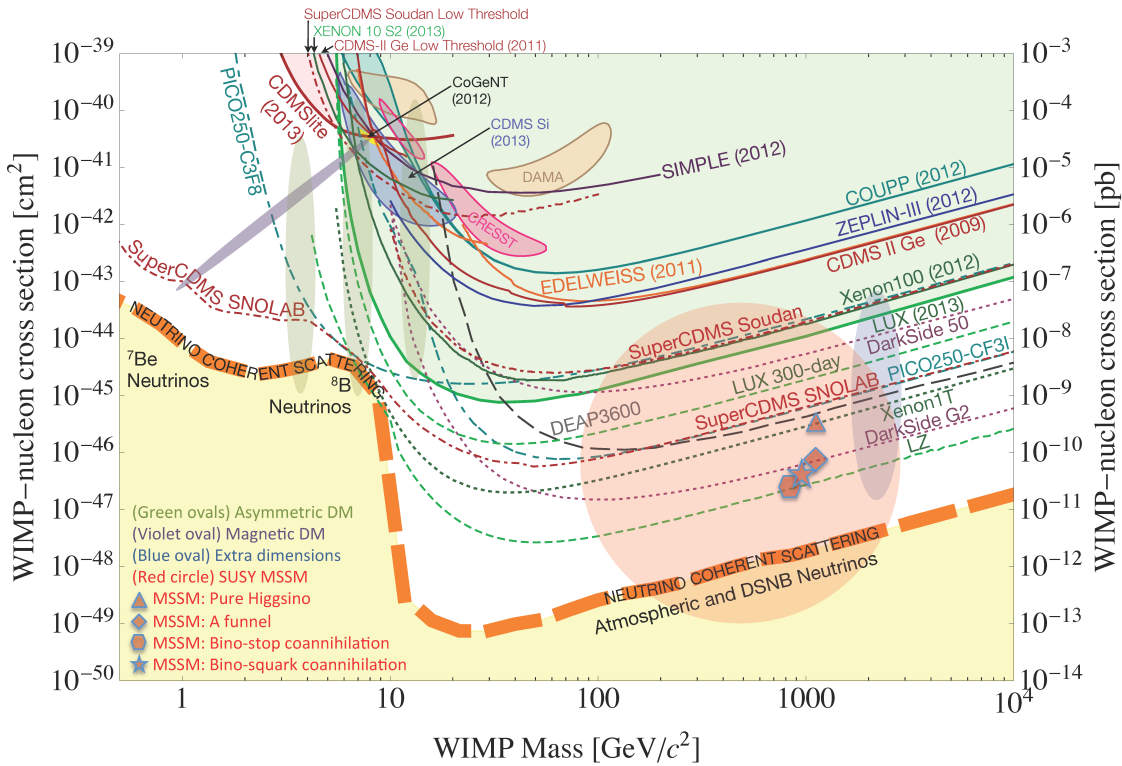 SuperCDMS Soudan Low Threshold
XENON 10 S2 (2013)
CDMS-II Ge Low Threshold (2011)
10⁻³⁹
10⁻⁴⁰
10⁻⁴¹
10⁻⁴²
10⁻⁴³
10⁻⁴⁴
10⁻⁴⁵
10⁻⁴⁶
10⁻⁴⁷
10⁻⁴⁸
10⁻⁴⁹
10⁻⁵⁰
WIMP−nucleon cross section [cm²]
10⁻³
10⁻⁴
10⁻⁵
10⁻⁶
10⁻⁷
10⁻⁸
10⁻⁹
10⁻¹⁰
10⁻¹¹
10⁻¹²
10⁻¹³
10⁻¹⁴
WIMP−nucleon cross section [pb]
PICO250-C3F8
CDMSlite
(2013)
CoGeNT
(2012)
CDMS Si
(2013)
DAMA
CRESST
SIMPLE (2012)
COUPP (2012)
ZEPLIN-III (2012)
CDMS II Ge (2009)
EDELWEISS (2011)
Xenon100 (2012)
SuperCDMS Soudan
LUX (2013)
DarkSide 50
LUX 300-day
PICO250-CF3I
SuperCDMS SNOLAB
DEAP3600
Xenon1T
DarkSide G2
LZ
SuperCDMS SNOLAB
NEUTRINO COHERENT SCATTERING
⁷Be
Neutrinos
⁸B
Neutrinos
NEUTRINO COHERENT SCATTERING
Atmospheric and DSNB Neutrinos
(Green ovals) Asymmetric DM
(Violet oval) Magnetic DM
(Blue oval) Extra dimensions
(Red circle) SUSY MSSM
MSSM: Pure Higgsino
MSSM: A funnel
MSSM: Bino-stop coannihilation
MSSM: Bino-squark coannihilation
1
10
100
1000
10⁴
WIMP Mass [GeV/c²]